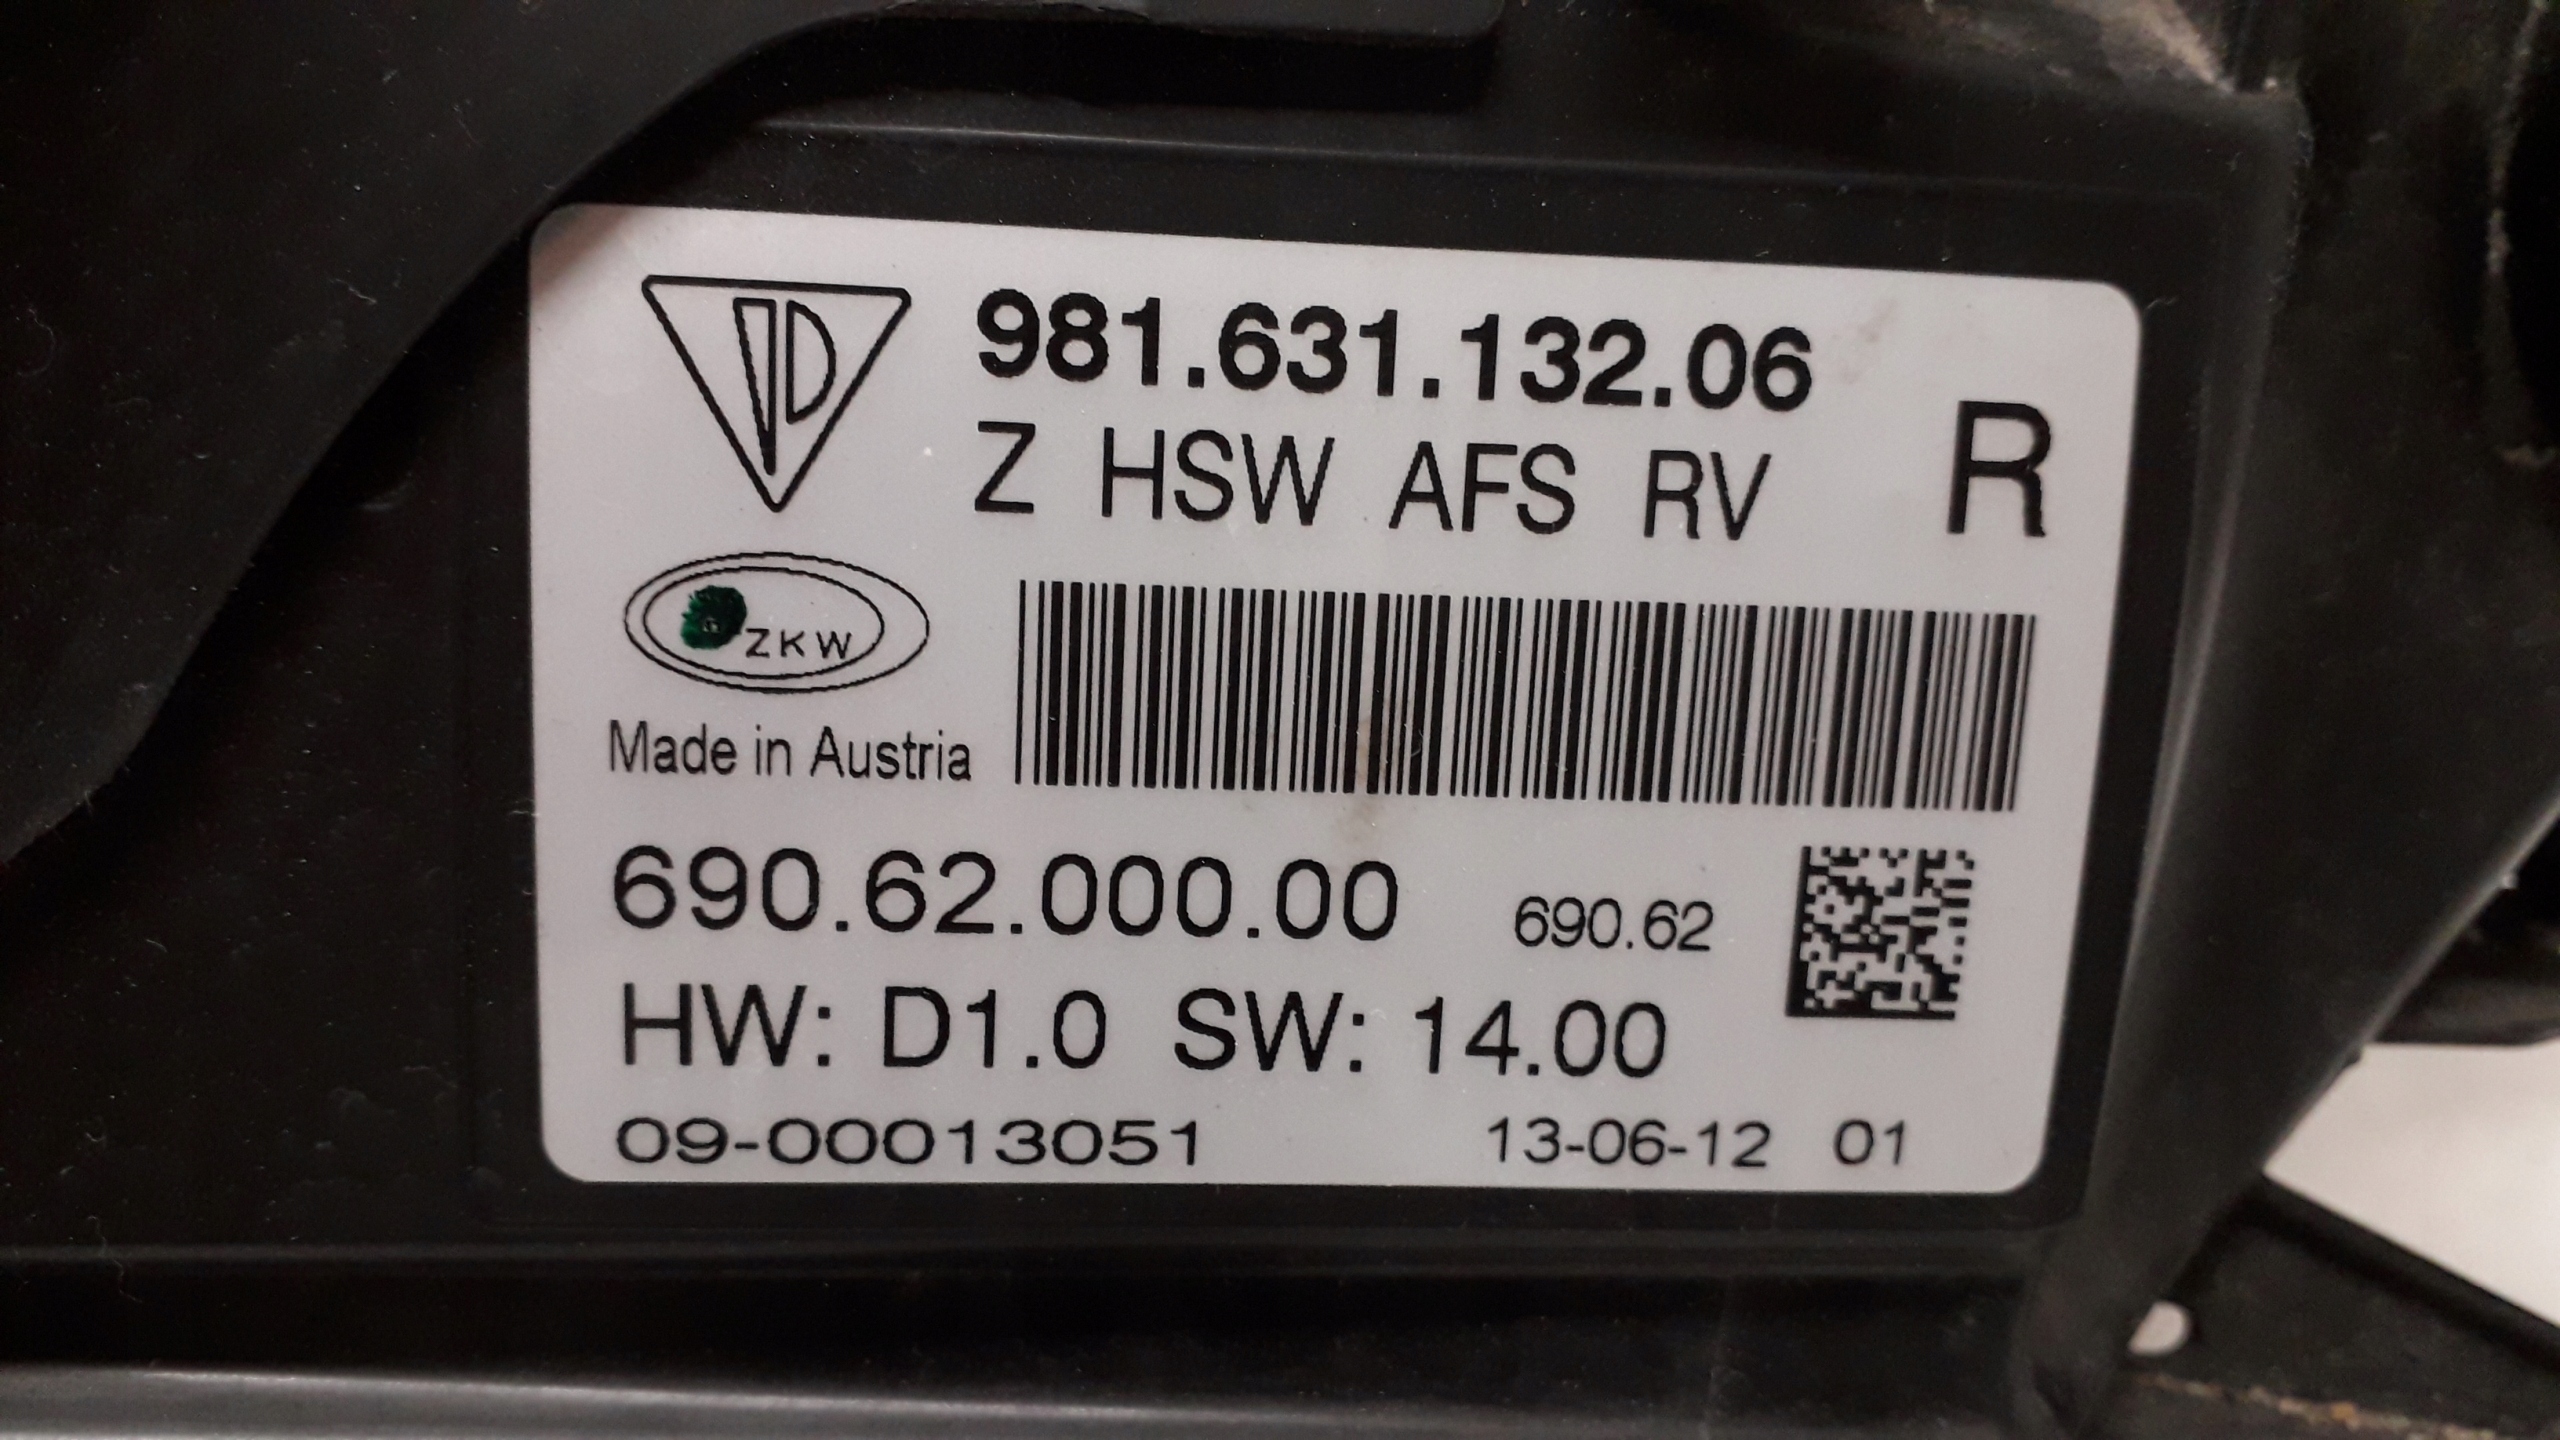 981.631.132.06
Z HSW AFS RV R
ZKW
Made in Austria
690.62.000.00 690.62
HW: D1.0 SW: 14.00
09-00013051 13-06-12 01